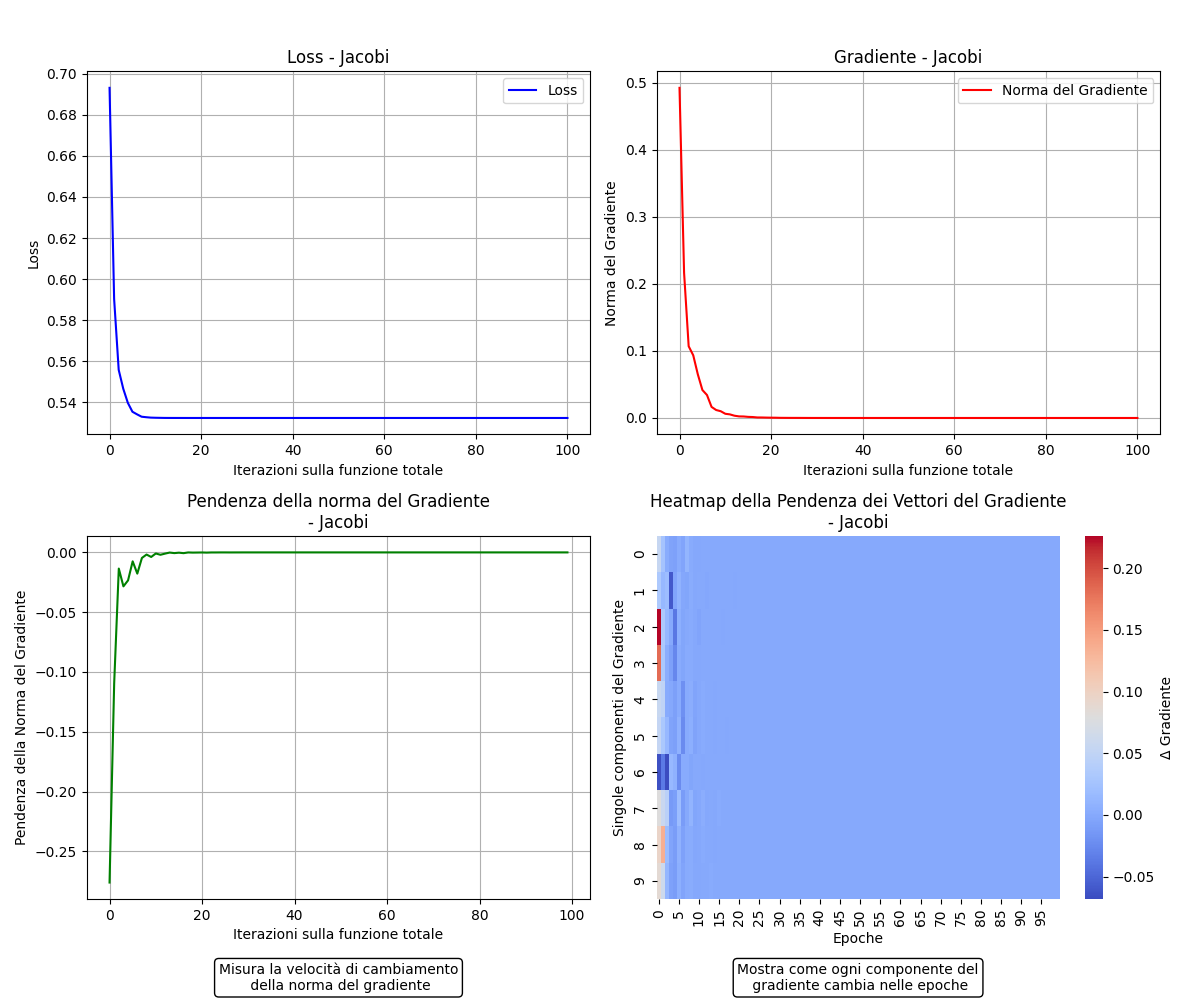 Loss - Jacobi
0.70
0.68
0.66
0.64
0.62
0.60
0.58
0.56
0.54
Loss
Loss
0 20 40 60 80 100
Iterazioni sulla funzione totale
Gradiente - Jacobi
0.5
0.4
0.3
0.2
0.1
0.0
Norma del Gradiente
Norma del Gradiente
0 20 40 60 80 100
Iterazioni sulla funzione totale
Pendenza della norma del Gradiente
- Jacobi
0.00
−0.05
−0.10
−0.15
−0.20
−0.25
Pendenza della Norma del Gradiente
0 20 40 60 80 100
Iterazioni sulla funzione totale
Misura la velocità di cambiamento
della norma del gradiente
Heatmap della Pendenza dei Vettori del Gradiente
- Jacobi
0
1
2
3
4
5
6
7
8
9
Singole componenti del Gradiente
0 5 10 15 20 25 30 35 40 45 50 55 60 65 70 75 80 85 90 95
Epoche
0.20
0.15
0.10
0.05
0.00
−0.05
Δ Gradiente
Mostra come ogni componente del
gradiente cambia nelle epoche